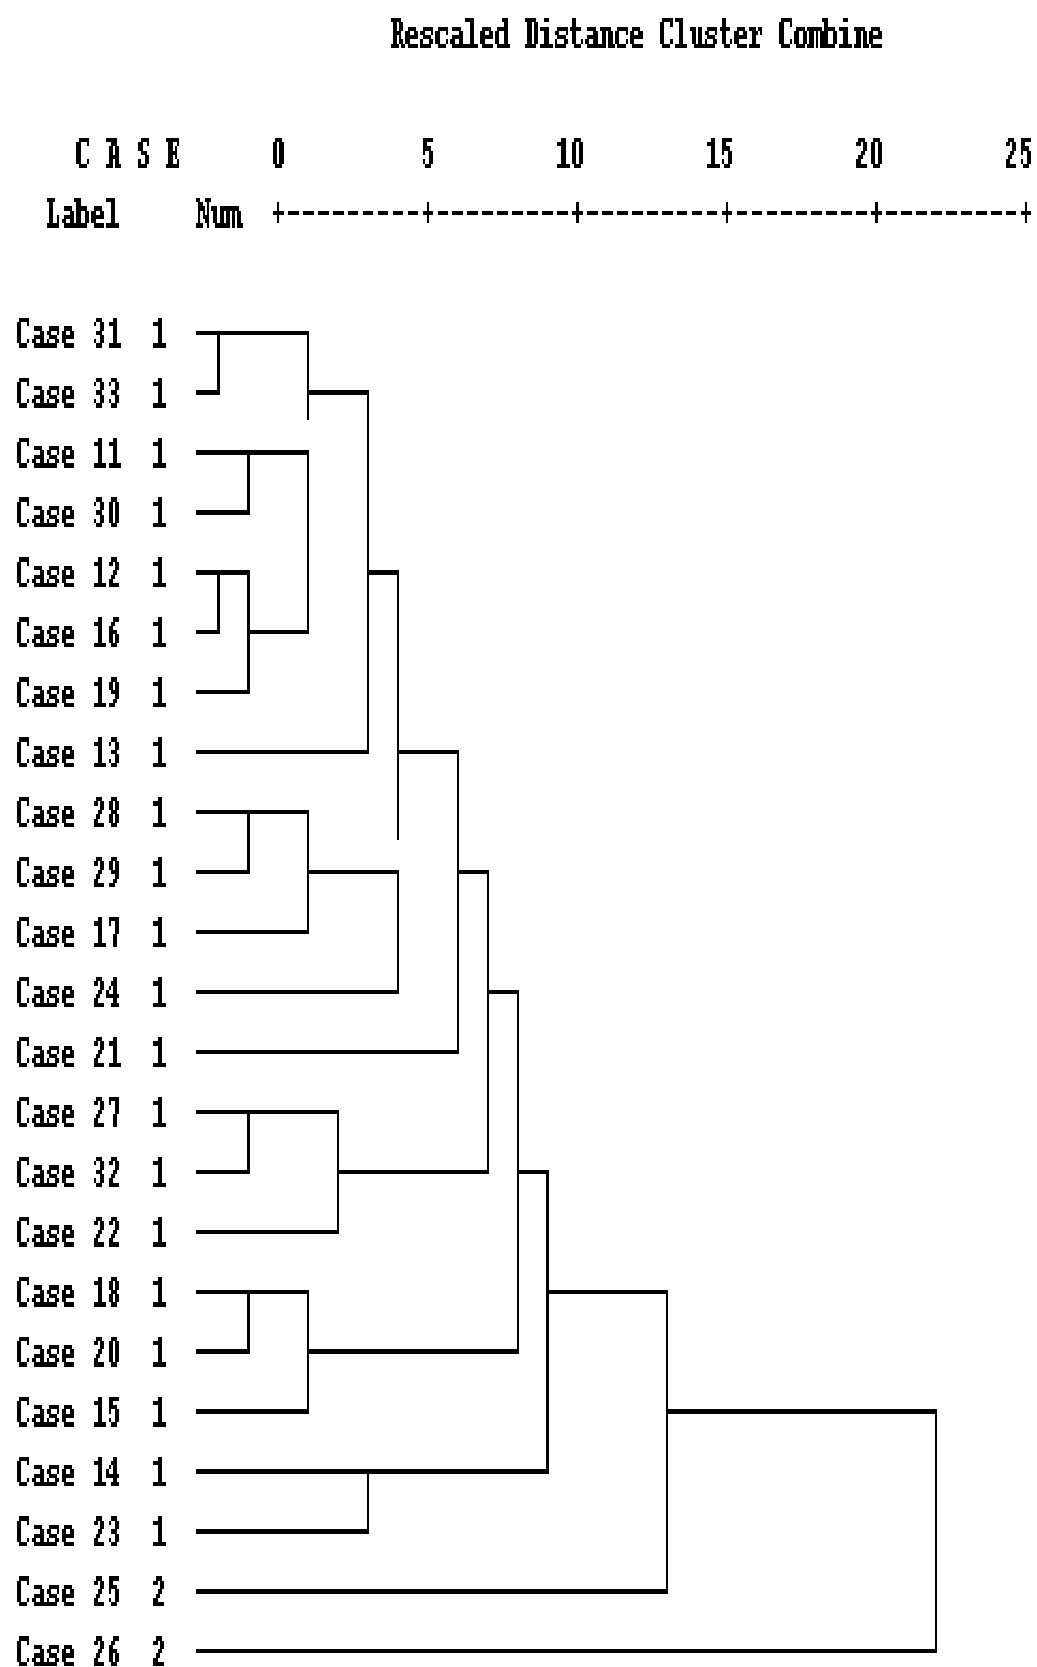 Rescaled Distance Cluster Combine
C A S E 0 5 10 15 20 25
Label Num +---------+---------+---------+---------+---------+
Case 31 1
Case 33 1
Case 11 1
Case 30 1
Case 12 1
Case 16 1
Case 19 1
Case 13 1
Case 28 1
Case 29 1
Case 17 1
Case 24 1
Case 21 1
Case 27 1
Case 32 1
Case 22 1
Case 18 1
Case 20 1
Case 15 1
Case 14 1
Case 23 1
Case 25 2
Case 26 2